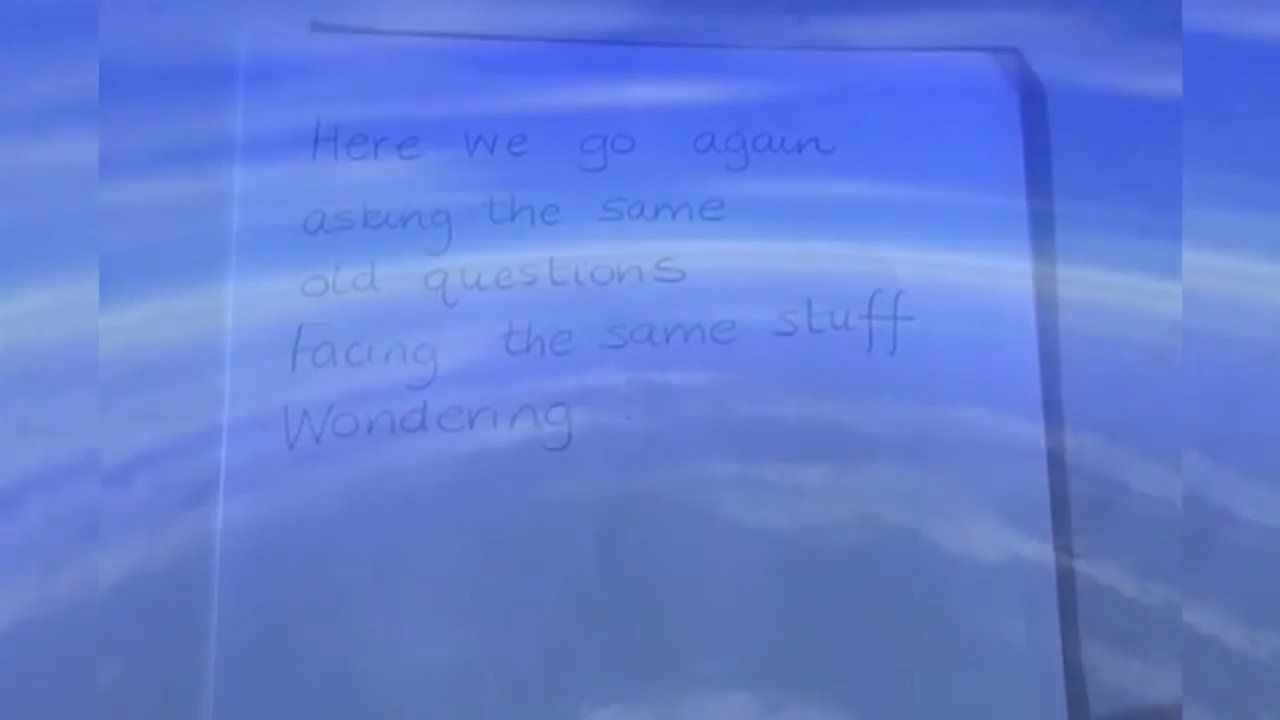 Here we go again
asking the same
old questions
Facing the same stuff
Wondering